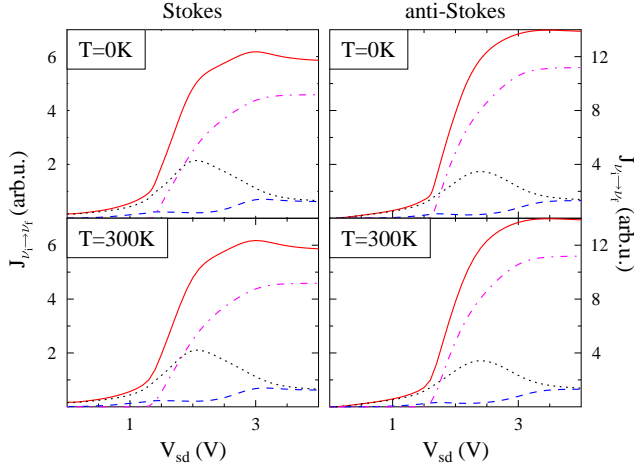 Stokes
anti-Stokes
T=0K
T=0K
6
4
2
12
8
4
T=300K
T=300K
6
4
2
12
8
4
1
3
1
3
V_sd (V)
V_sd (V)
J_{ν_i→ν_f} (arb.u.)
J_{ν_i→ν_f} (arb.u.)